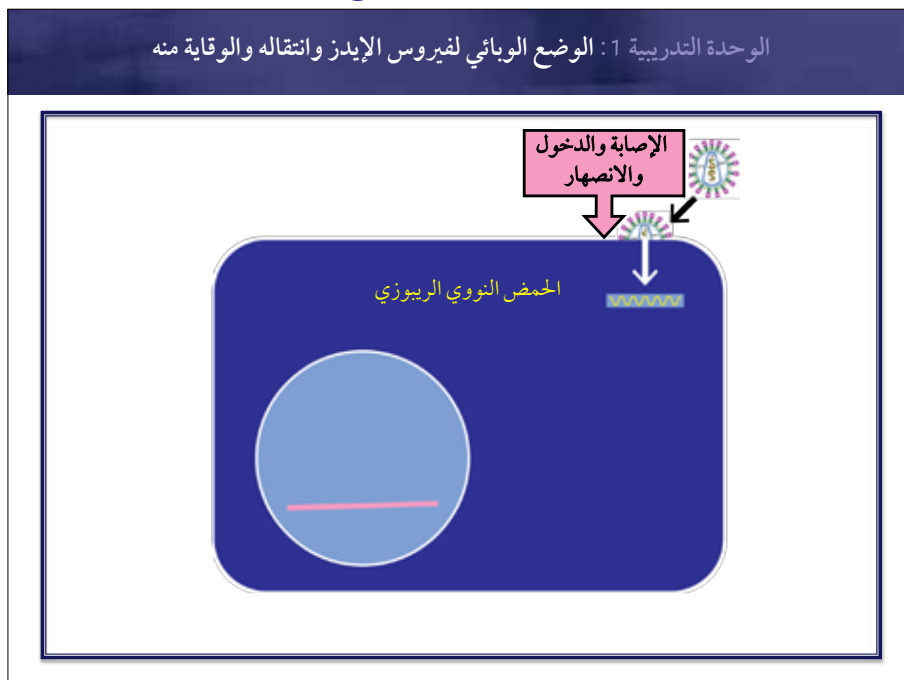 الوحدة التدريبية 1: الوضع الوبائي لفيروس الإيدز وانتقاله والوقاية منه
الإصابة والدخول
والانصهار
الحمض النووي الريبوزي